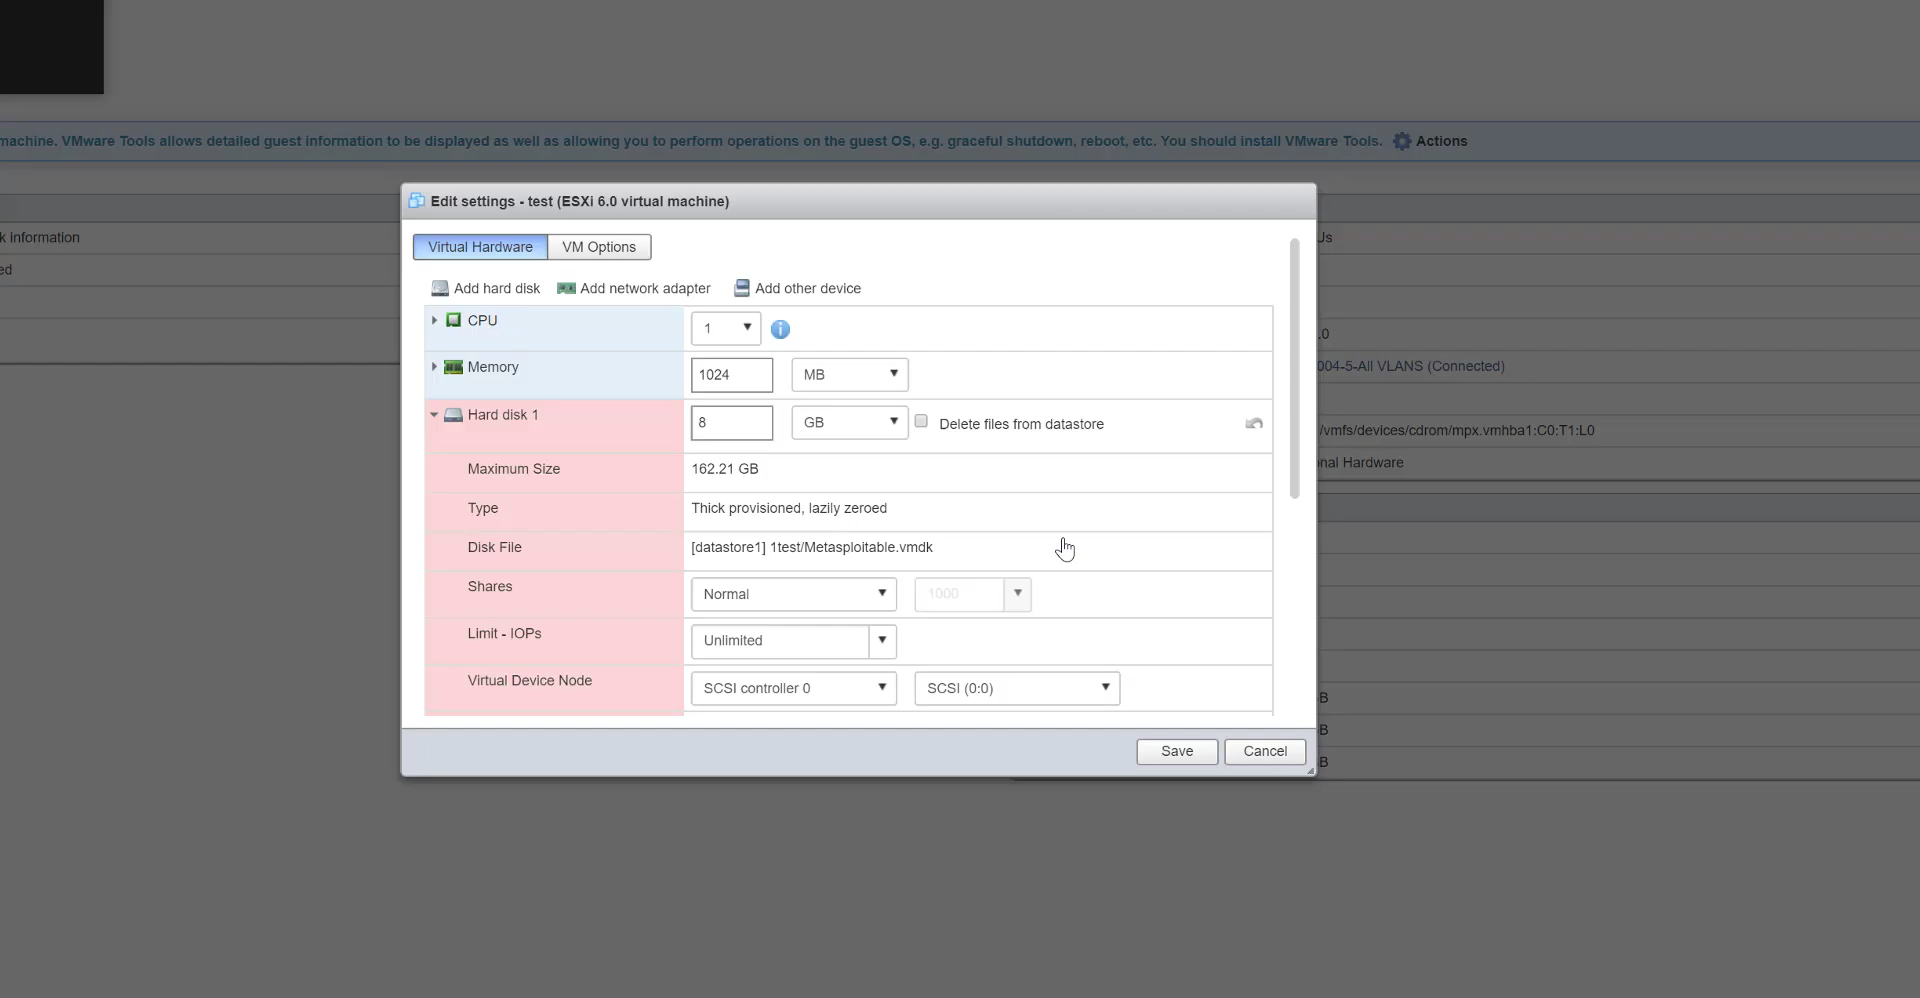 machine. VMware Tools allows detailed guest information to be displayed as well as allowing you to perform operations on the guest OS, e.g. graceful shutdown, reboot, etc. You should install VMware Tools. Actions
Edit settings - test (ESXi 6.0 virtual machine)
k information
ed
Virtual Hardware VM Options
Add hard disk Add network adapter Add other device
CPU 1
Memory 1024 MB
Hard disk 1 8 GB Delete files from datastore
Maximum Size 162.21 GB
Type Thick provisioned, lazily zeroed
Disk File [datastore1] 1test/Metasploitable.vmdk
Shares Normal 1000
Limit - IOPs Unlimited
Virtual Device Node SCSI controller 0 SCSI (0:0)
Save Cancel
Us
.0
004-5-All VLANS (Connected)
/vmfs/devices/cdrom/mpx.vmhba1:C0:T1:L0
nal Hardware
B
B
B